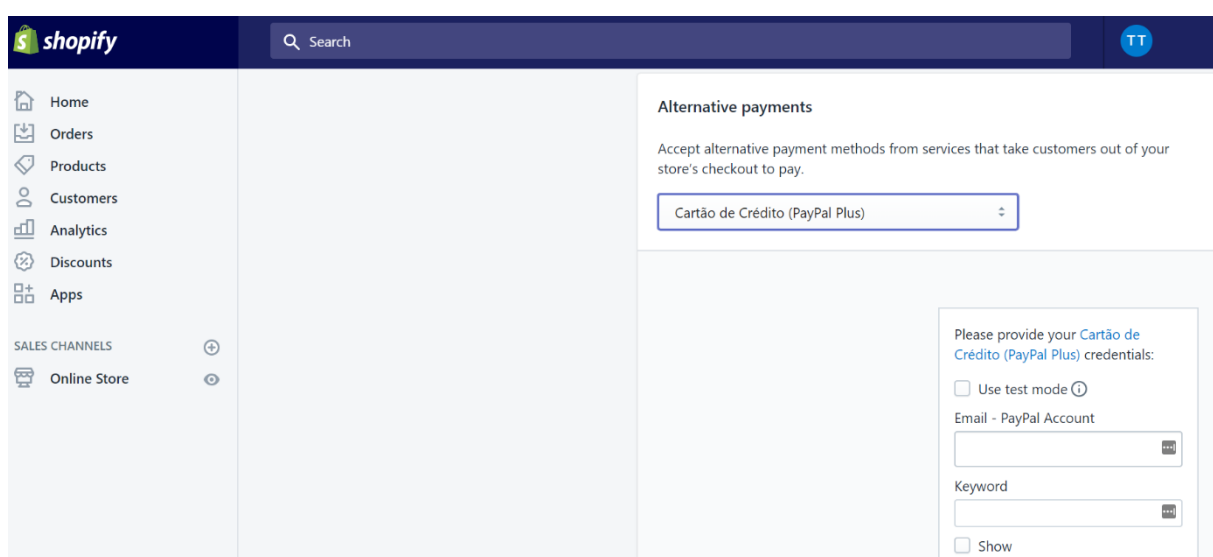 shopify
Search
TT
Home
Orders
Products
Customers
Analytics
Discounts
Apps
SALES CHANNELS
Online Store
Alternative payments
Accept alternative payment methods from services that take customers out of your
store's checkout to pay.
Cartão de Crédito (PayPal Plus)
Please provide your Cartão de
Crédito (PayPal Plus) credentials:
Use test mode
Email - PayPal Account
Keyword
Show